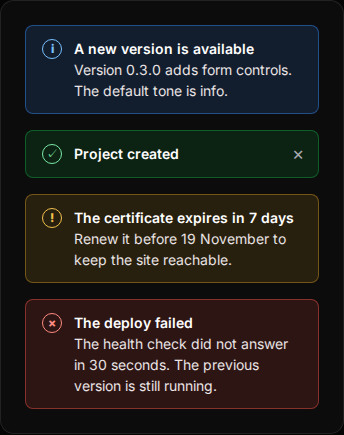 A new version is available
Version 0.3.0 adds form controls.
The default tone is info.
Project created
The certificate expires in 7 days
Renew it before 19 November to
keep the site reachable.
The deploy failed
The health check did not answer
in 30 seconds. The previous
version is still running.